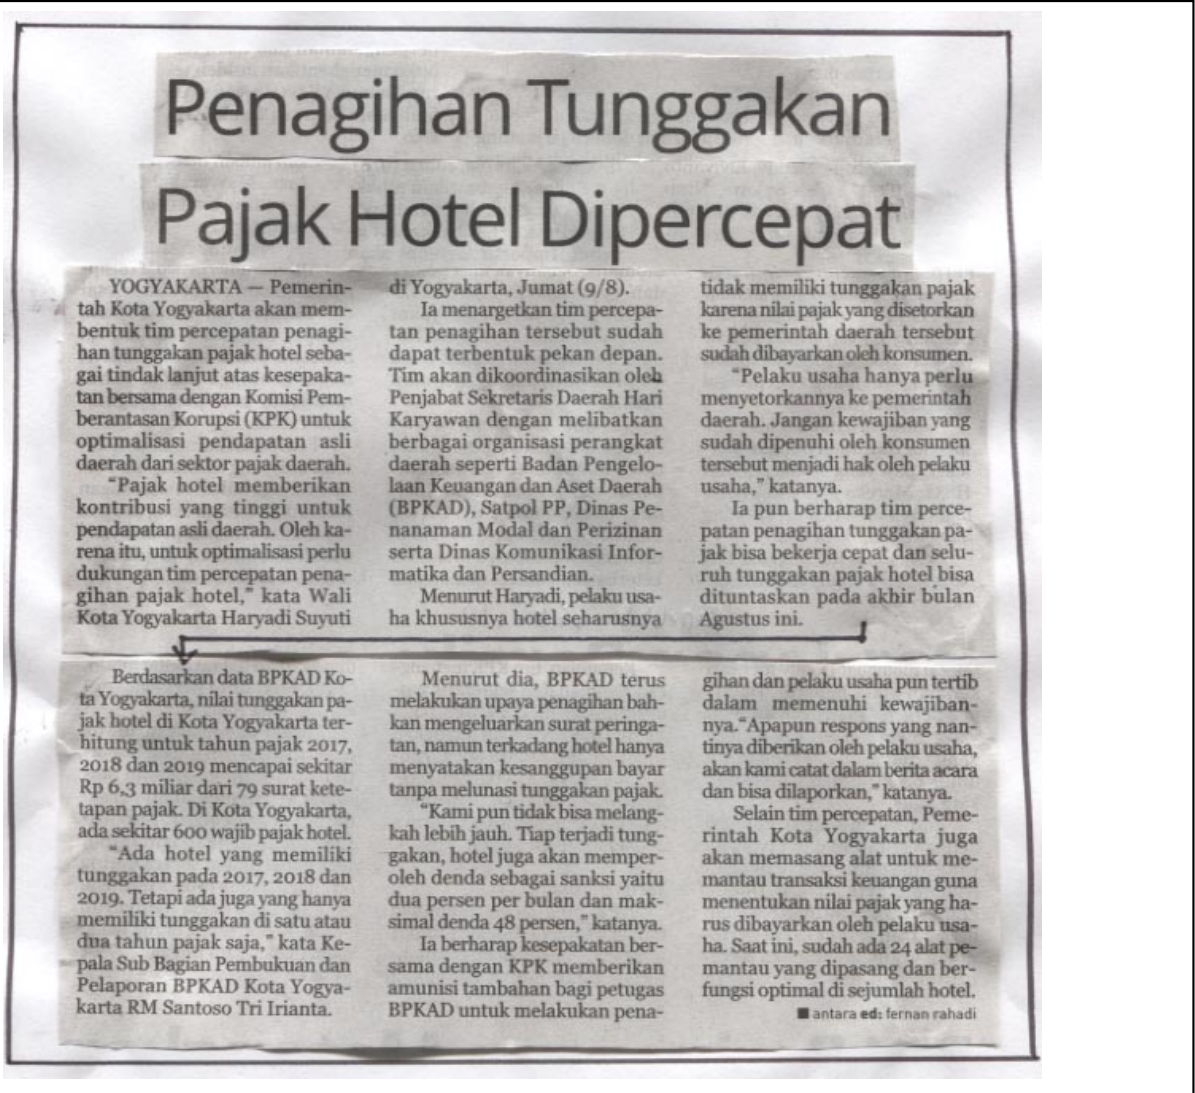 Penagihan Tunggakan
Pajak Hotel Dipercepat
YOGYAKARTA — Pemerin-
tah Kota Yogyakarta akan mem-
bentuk tim percepatan penagi-
han tunggakan pajak hotel seba-
gai tindak lanjut atas kesepaka-
tan bersama dengan Komisi Pem-
berantasan Korupsi (KPK) untuk
optimalisasi pendapatan asli
daerah dari sektor pajak daerah.
“Pajak hotel memberikan
kontribusi yang tinggi untuk
pendapatan asli daerah. Oleh ka-
rena itu, untuk optimalisasi perlu
dukungan tim percepatan pena-
gihan pajak hotel,” kata Wali
Kota Yogyakarta Haryadi Suyuti
di Yogyakarta, Jumat (9/8).
Ia menargetkan tim percepa-
tan penagihan tersebut sudah
dapat terbentuk pekan depan.
Tim akan dikoordinasikan oleh
Penjabat Sekretaris Daerah Hari
Karyawan dengan melibatkan
berbagai organisasi perangkat
daerah seperti Badan Pengelo-
laan Keuangan dan Aset Daerah
(BPKAD), Satpol PP, Dinas Pe-
nanaman Modal dan Perizinan
serta Dinas Komunikasi Infor-
matika dan Persandian.
Menurut Haryadi, pelaku usa-
ha khususnya hotel seharusnya
tidak memiliki tunggakan pajak
karena nilai pajak yang disetorkan
ke pemerintah daerah tersebut
sudah dibayarkan oleh konsumen.
“Pelaku usaha hanya perlu
menyetorkannya ke pemerintah
daerah. Jangan kewajiban yang
sudah dipenuhi oleh konsumen
tersebut menjadi hak oleh pelaku
usaha,” katanya.
Ia pun berharap tim perce-
patan penagihan tunggakan pa-
jak bisa bekerja cepat dan selu-
ruh tunggakan pajak hotel bisa
dituntaskan pada akhir bulan
Agustus ini.
Berdasarkan data BPKAD Ko-
ta Yogyakarta, nilai tunggakan pa-
jak hotel di Kota Yogyakarta ter-
hitung untuk tahun pajak 2017,
2018 dan 2019 mencapai sekitar
Rp 6,3 miliar dari 79 surat kete-
tapan pajak. Di Kota Yogyakarta,
ada sekitar 600 wajib pajak hotel.
“Ada hotel yang memiliki
tunggakan pada 2017, 2018 dan
2019. Tetapi ada juga yang hanya
memiliki tunggakan di satu atau
dua tahun pajak saja,” kata Ke-
pala Sub Bagian Pembukuan dan
Pelaporan BPKAD Kota Yogya-
karta RM Santoso Tri Irianta.
Menurut dia, BPKAD terus
melakukan upaya penagihan bah-
kan mengeluarkan surat peringa-
tan, namun terkadang hotel hanya
menyatakan kesanggupan bayar
tanpa melunasi tunggakan pajak.
“Kami pun tidak bisa melang-
kah lebih jauh. Tiap terjadi tung-
gakan, hotel juga akan memper-
oleh denda sebagai sanksi yaitu
dua persen per bulan dan mak-
simal denda 48 persen,” katanya.
Ia berharap kesepakatan ber-
sama dengan KPK memberikan
amunisi tambahan bagi petugas
BPKAD untuk melakukan pena-
gihan dan pelaku usaha pun tertib
dalam memenuhi kewajiban-
nya.“Apapun respons yang nan-
tinya diberikan oleh pelaku usaha,
akan kami catat dalam berita acara
dan bisa dilaporkan,” katanya.
Selain tim percepatan, Peme-
rintah Kota Yogyakarta juga
akan memasang alat untuk me-
mantau transaksi keuangan guna
menentukan nilai pajak yang ha-
rus dibayarkan oleh pelaku usa-
ha. Saat ini, sudah ada 24 alat pe-
mantau yang dipasang dan ber-
fungsi optimal di sejumlah hotel.
■ antara ed: fernan rahadi